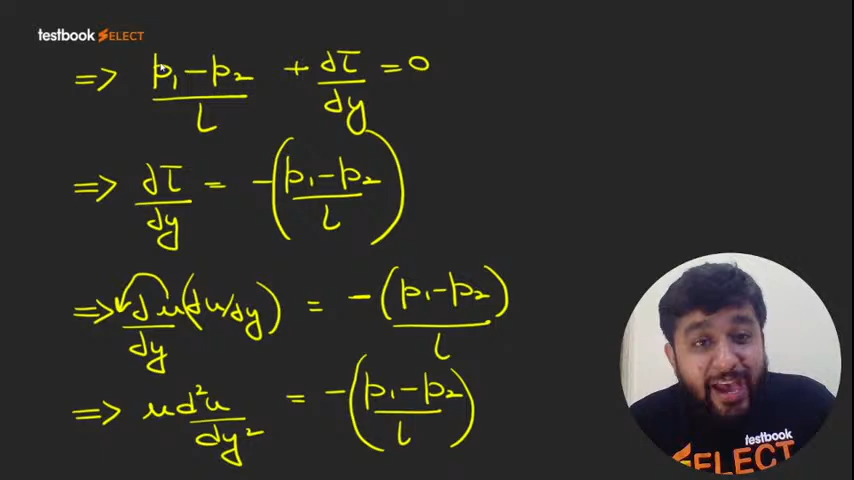 testbook SELECT
=> p₁-p₂/L + dτ/dy = 0
=> dτ/dy = -(p₁-p₂/L)
=> d/dy μ(du/dy) = -(p₁-p₂)/L
=> μd²u/dy² = -(p₁-p₂/L)
testbook
SELECT